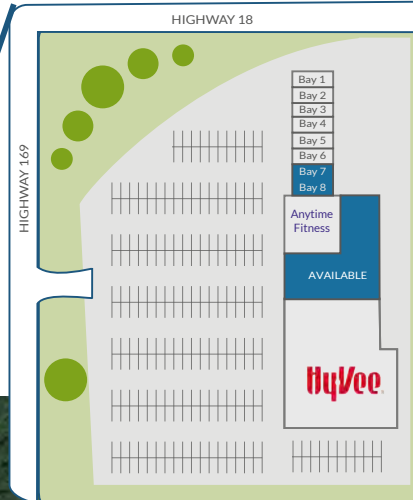 HIGHWAY 18
HIGHWAY 169
Bay 1
Bay 2
Bay 3
Bay 4
Bay 5
Bay 6
Bay 7
Bay 8
Anytime
Fitness
AVAILABLE
HyVee